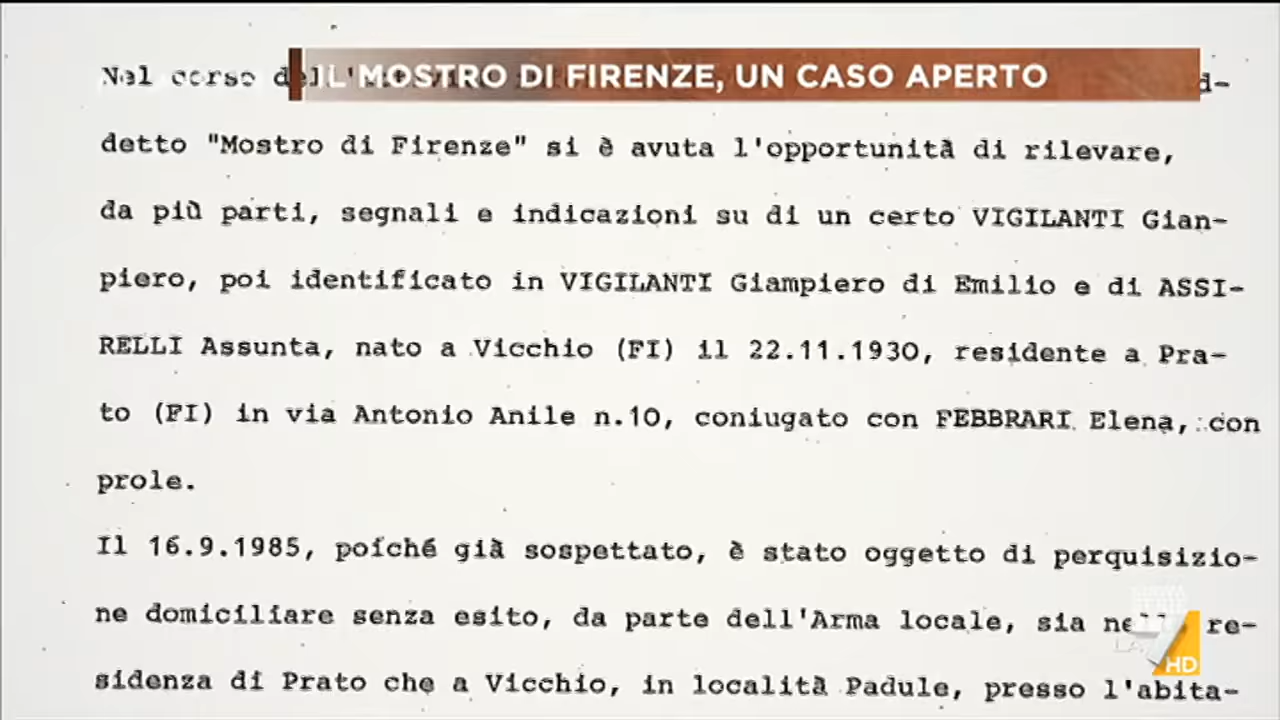 IL MOSTRO DI FIRENZE, UN CASO APERTO
Nel corso dell'
d-
detto "Mostro di Firenze" si è avuta l'opportunità di rilevare,
da più parti, segnali e indicazioni su di un certo VIGILANTI Gian-
piero, poi identificato in VIGILANTI Giampiero di Emilio e di ASSI-
RELLI Assunta, nato a Vicchio (FI) il 22.11.1930, residente a Pra-
to (FI) in via Antonio Anile n.10, coniugato con FEBBRARI Elena, con
prole.
Il 16.9.1985, poiché già sospettato, è stato oggetto di perquisizio-
ne domiciliare senza esito, da parte dell'Arma locale, sia nella re-
sidenza di Prato che a Vicchio, in località Padule, presso l'abita-
HD